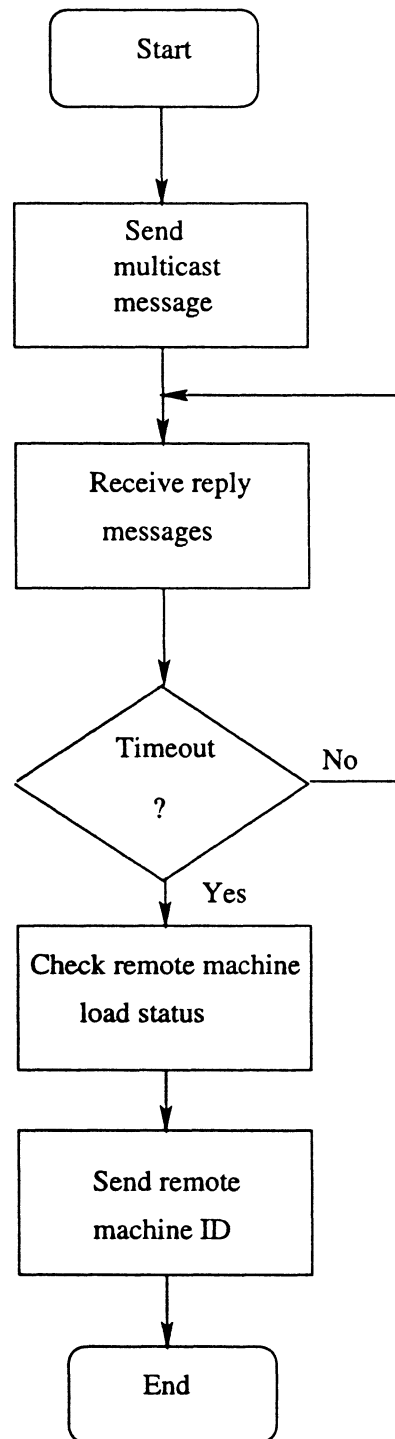 Start
Send
multicast
message
Receive reply
messages
Timeout
?
No
Yes
Check remote machine
load status
Send remote
machine ID
End